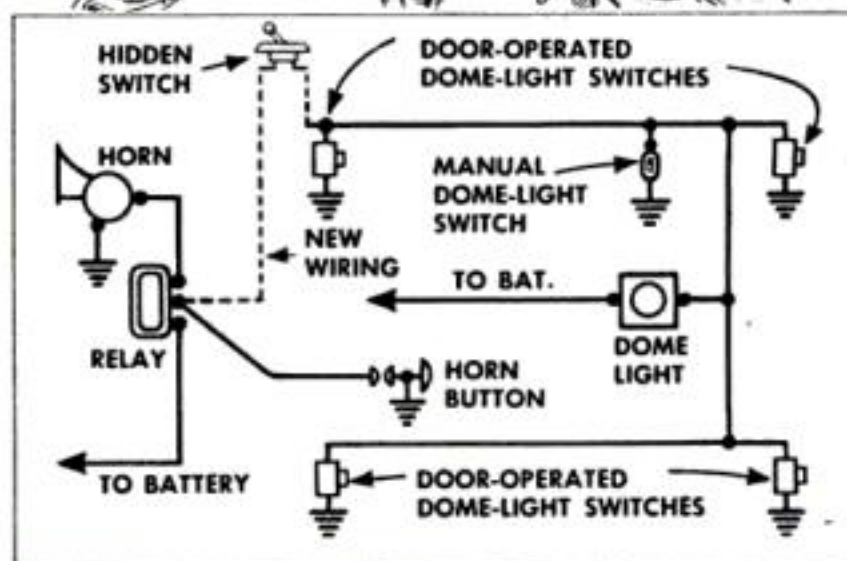 HIDDEN
SWITCH
DOOR-OPERATED
DOME-LIGHT SWITCHES
HORN
MANUAL
DOME-LIGHT
SWITCH
NEW
WIRING
TO BAT.
RELAY
DOME
LIGHT
HORN
BUTTON
TO BATTERY
DOOR-OPERATED
DOME-LIGHT SWITCHES